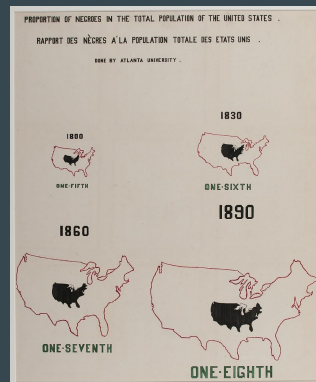 PROPORTION OF NEGROES IN THE TOTAL POPULATION OF THE UNITED STATES .
RAPPORT DES NÈGRES A LA POPULATION TOTALE DES ETATS UNIS .
DONE BY ATLANTA UNIVERSITY .
1800
ONE-FIFTH
1830
ONE-SIXTH
1860
ONE-SEVENTH
1890
ONE-EIGHTH